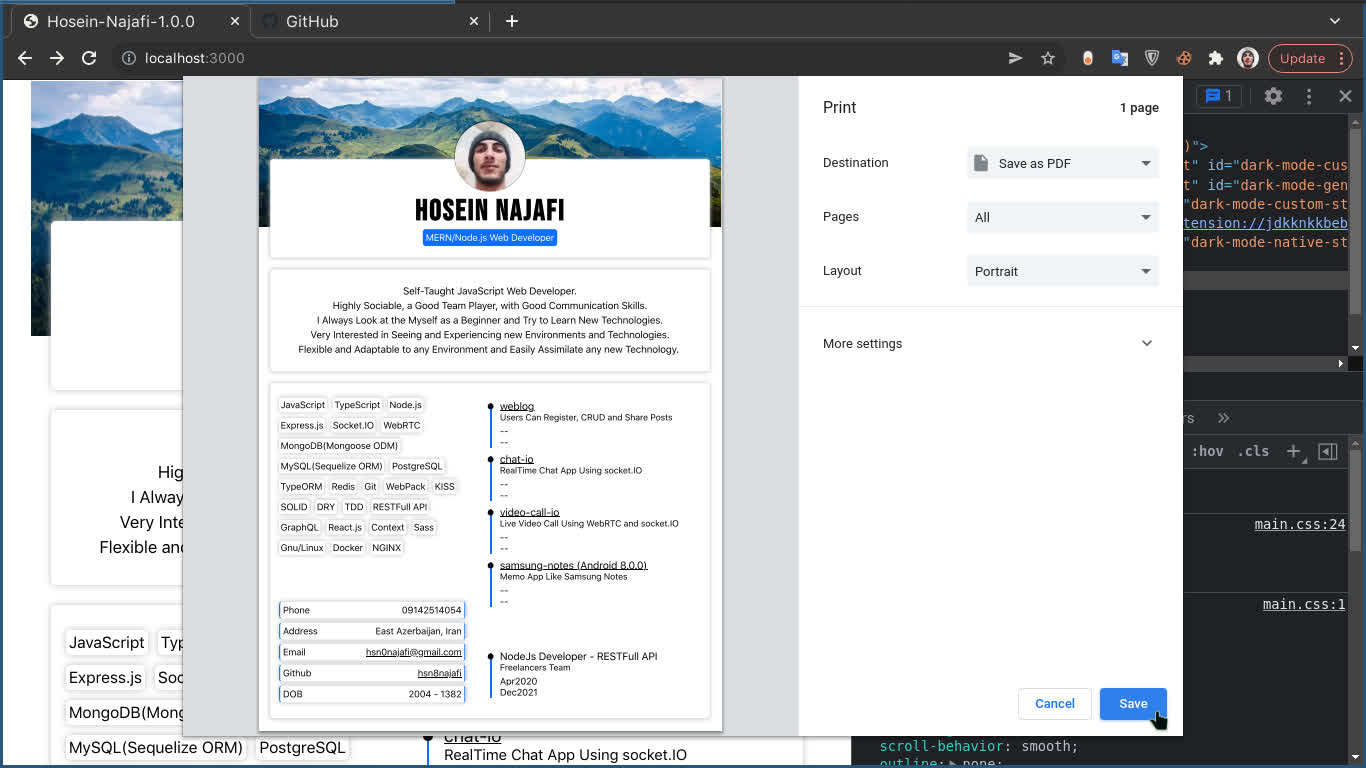 Hosein-Najafi-1.0.0
GitHub
localhost:3000
Update
1
Print
1 page
Destination
Save as PDF
Pages
All
Layout
Portrait
More settings
Cancel
Save
HOSEIN NAJAFI
MERN/Node.js Web Developer
Self-Taught JavaScript Web Developer.
Highly Sociable, a Good Team Player, with Good Communication Skills.
I Always Look at the Myself as a Beginner and Try to Learn New Technologies.
Very Interested in Seeing and Experiencing new Environments and Technologies.
Flexible and Adaptable to any Environment and Easily Assimilate any new Technology.
JavaScript TypeScript Node.js
Express.js Socket.IO WebRTC
MongoDB(Mongoose ODM)
MySQL(Sequelize ORM) PostgreSQL
TypeORM Redis Git WebPack KISS
SOLID DRY TDD RESTFull API
GraphQL React.js Context Sass
Gnu/Linux Docker NGINX
Phone 09142514054
Address East Azerbaijan, Iran
Email hsn0najafi@gmail.com
Github hsn8najafi
DOB 2004 - 1382
weblog
Users Can Register, CRUD and Share Posts
--
--
chat-io
RealTime Chat App Using socket.IO
--
--
video-call-io
Live Video Call Using WebRTC and socket.IO
--
--
samsung-notes (Android 8.0.0)
Memo App Like Samsung Notes
--
--
NodeJs Developer - RESTFull API
Freelancers Team
Apr2020
Dec2021
Hig
I Alway
Very Inte
Flexible and
JavaScript Typ
Express.js Soc
MongoDB(Mong
MySQL(Sequelize ORM) PostgreSQL
chat-io
RealTime Chat App Using socket.IO
)">
t" id="dark-mode-cus
t" id="dark-mode-gen
"dark-mode-custom-st
tension://jdkknkkbeb
"dark-mode-native-st
rs
:hov .cls
main.css:24
main.css:1
scroll-behavior: smooth;
outline: none;